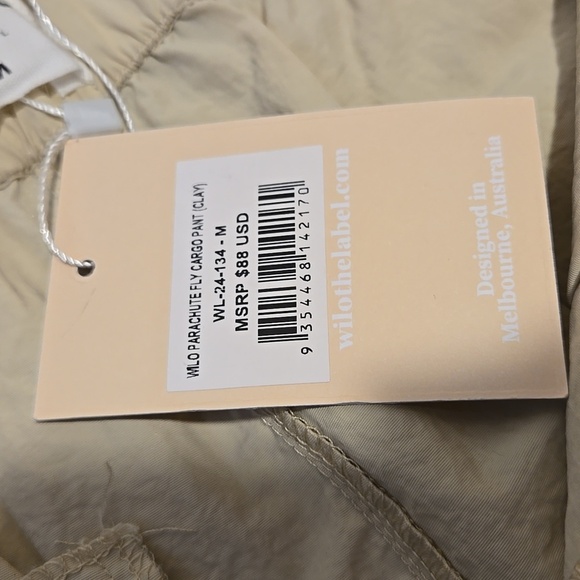 WILO PARACHUTE FLY CARGO PANT (CLAY)
WL-24-134 - M
MSRP $88 USD
9 354468 142170
wilothelabel.com
Designed in
Melbourne, Australia